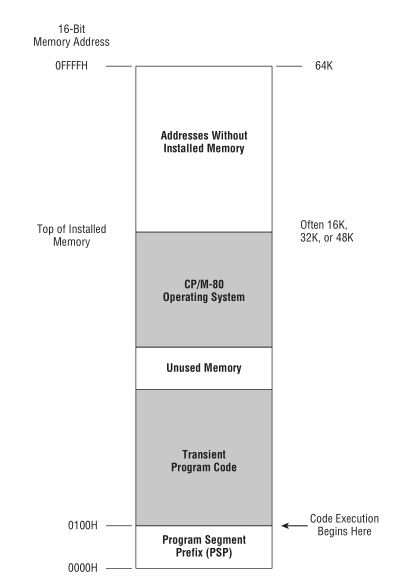 16-Bit
Memory Address
0FFFFH
64K
Addresses Without
Installed Memory
Top of Installed
Memory
Often 16K,
32K, or 48K
CP/M-80
Operating System
Unused Memory
Transient
Program Code
0100H
Code Execution
Begins Here
Program Segment
Prefix (PSP)
0000H